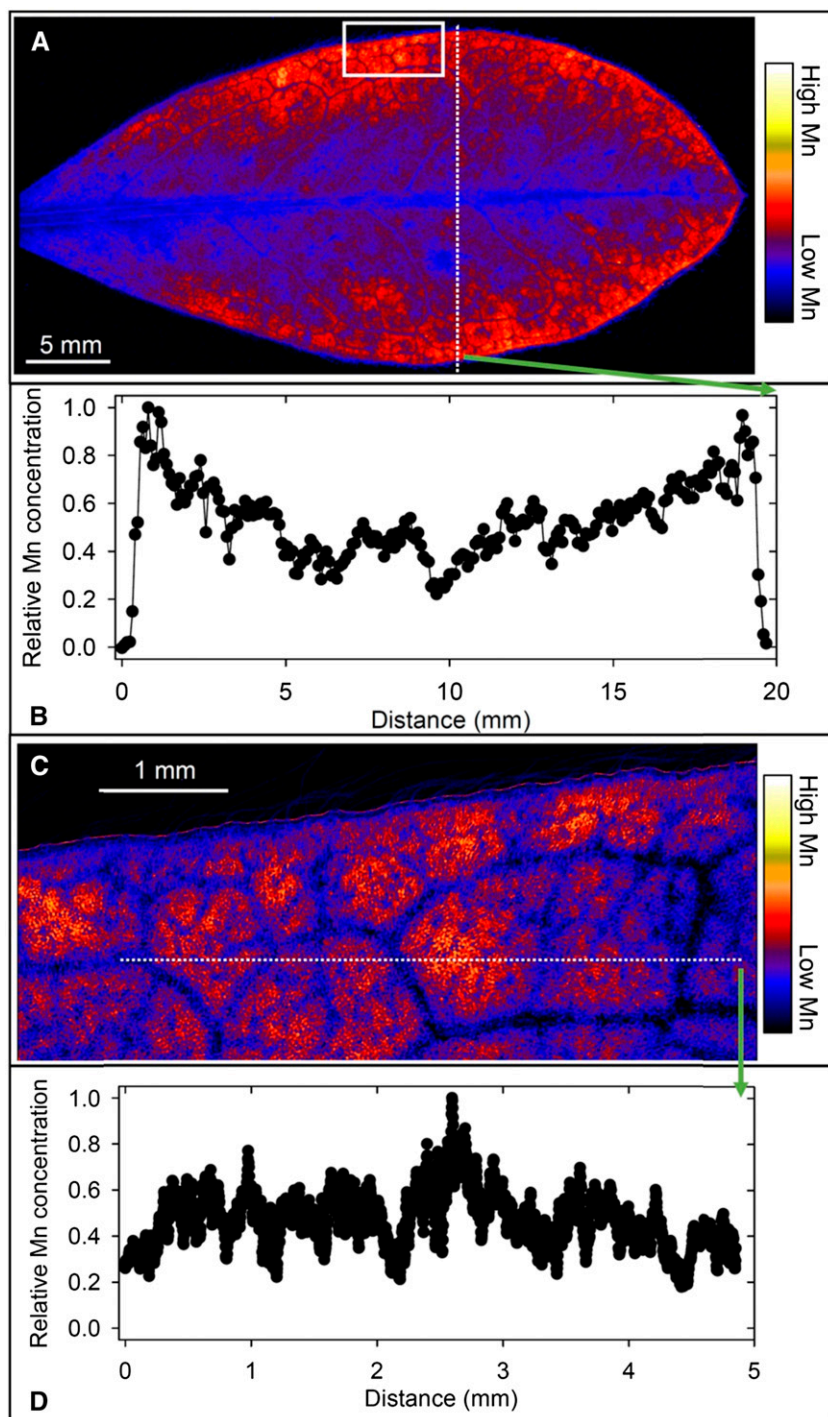 A
High Mn
Low Mn
5 mm
1.0
0.8
0.6
0.4
0.2
0.0
Relative Mn concentration
0 5 10 15 20
B
Distance (mm)
C
1 mm
High Mn
Low Mn
1.0
0.8
0.6
0.4
0.2
0.0
Relative Mn concentration
0 1 2 3 4 5
D
Distance (mm)